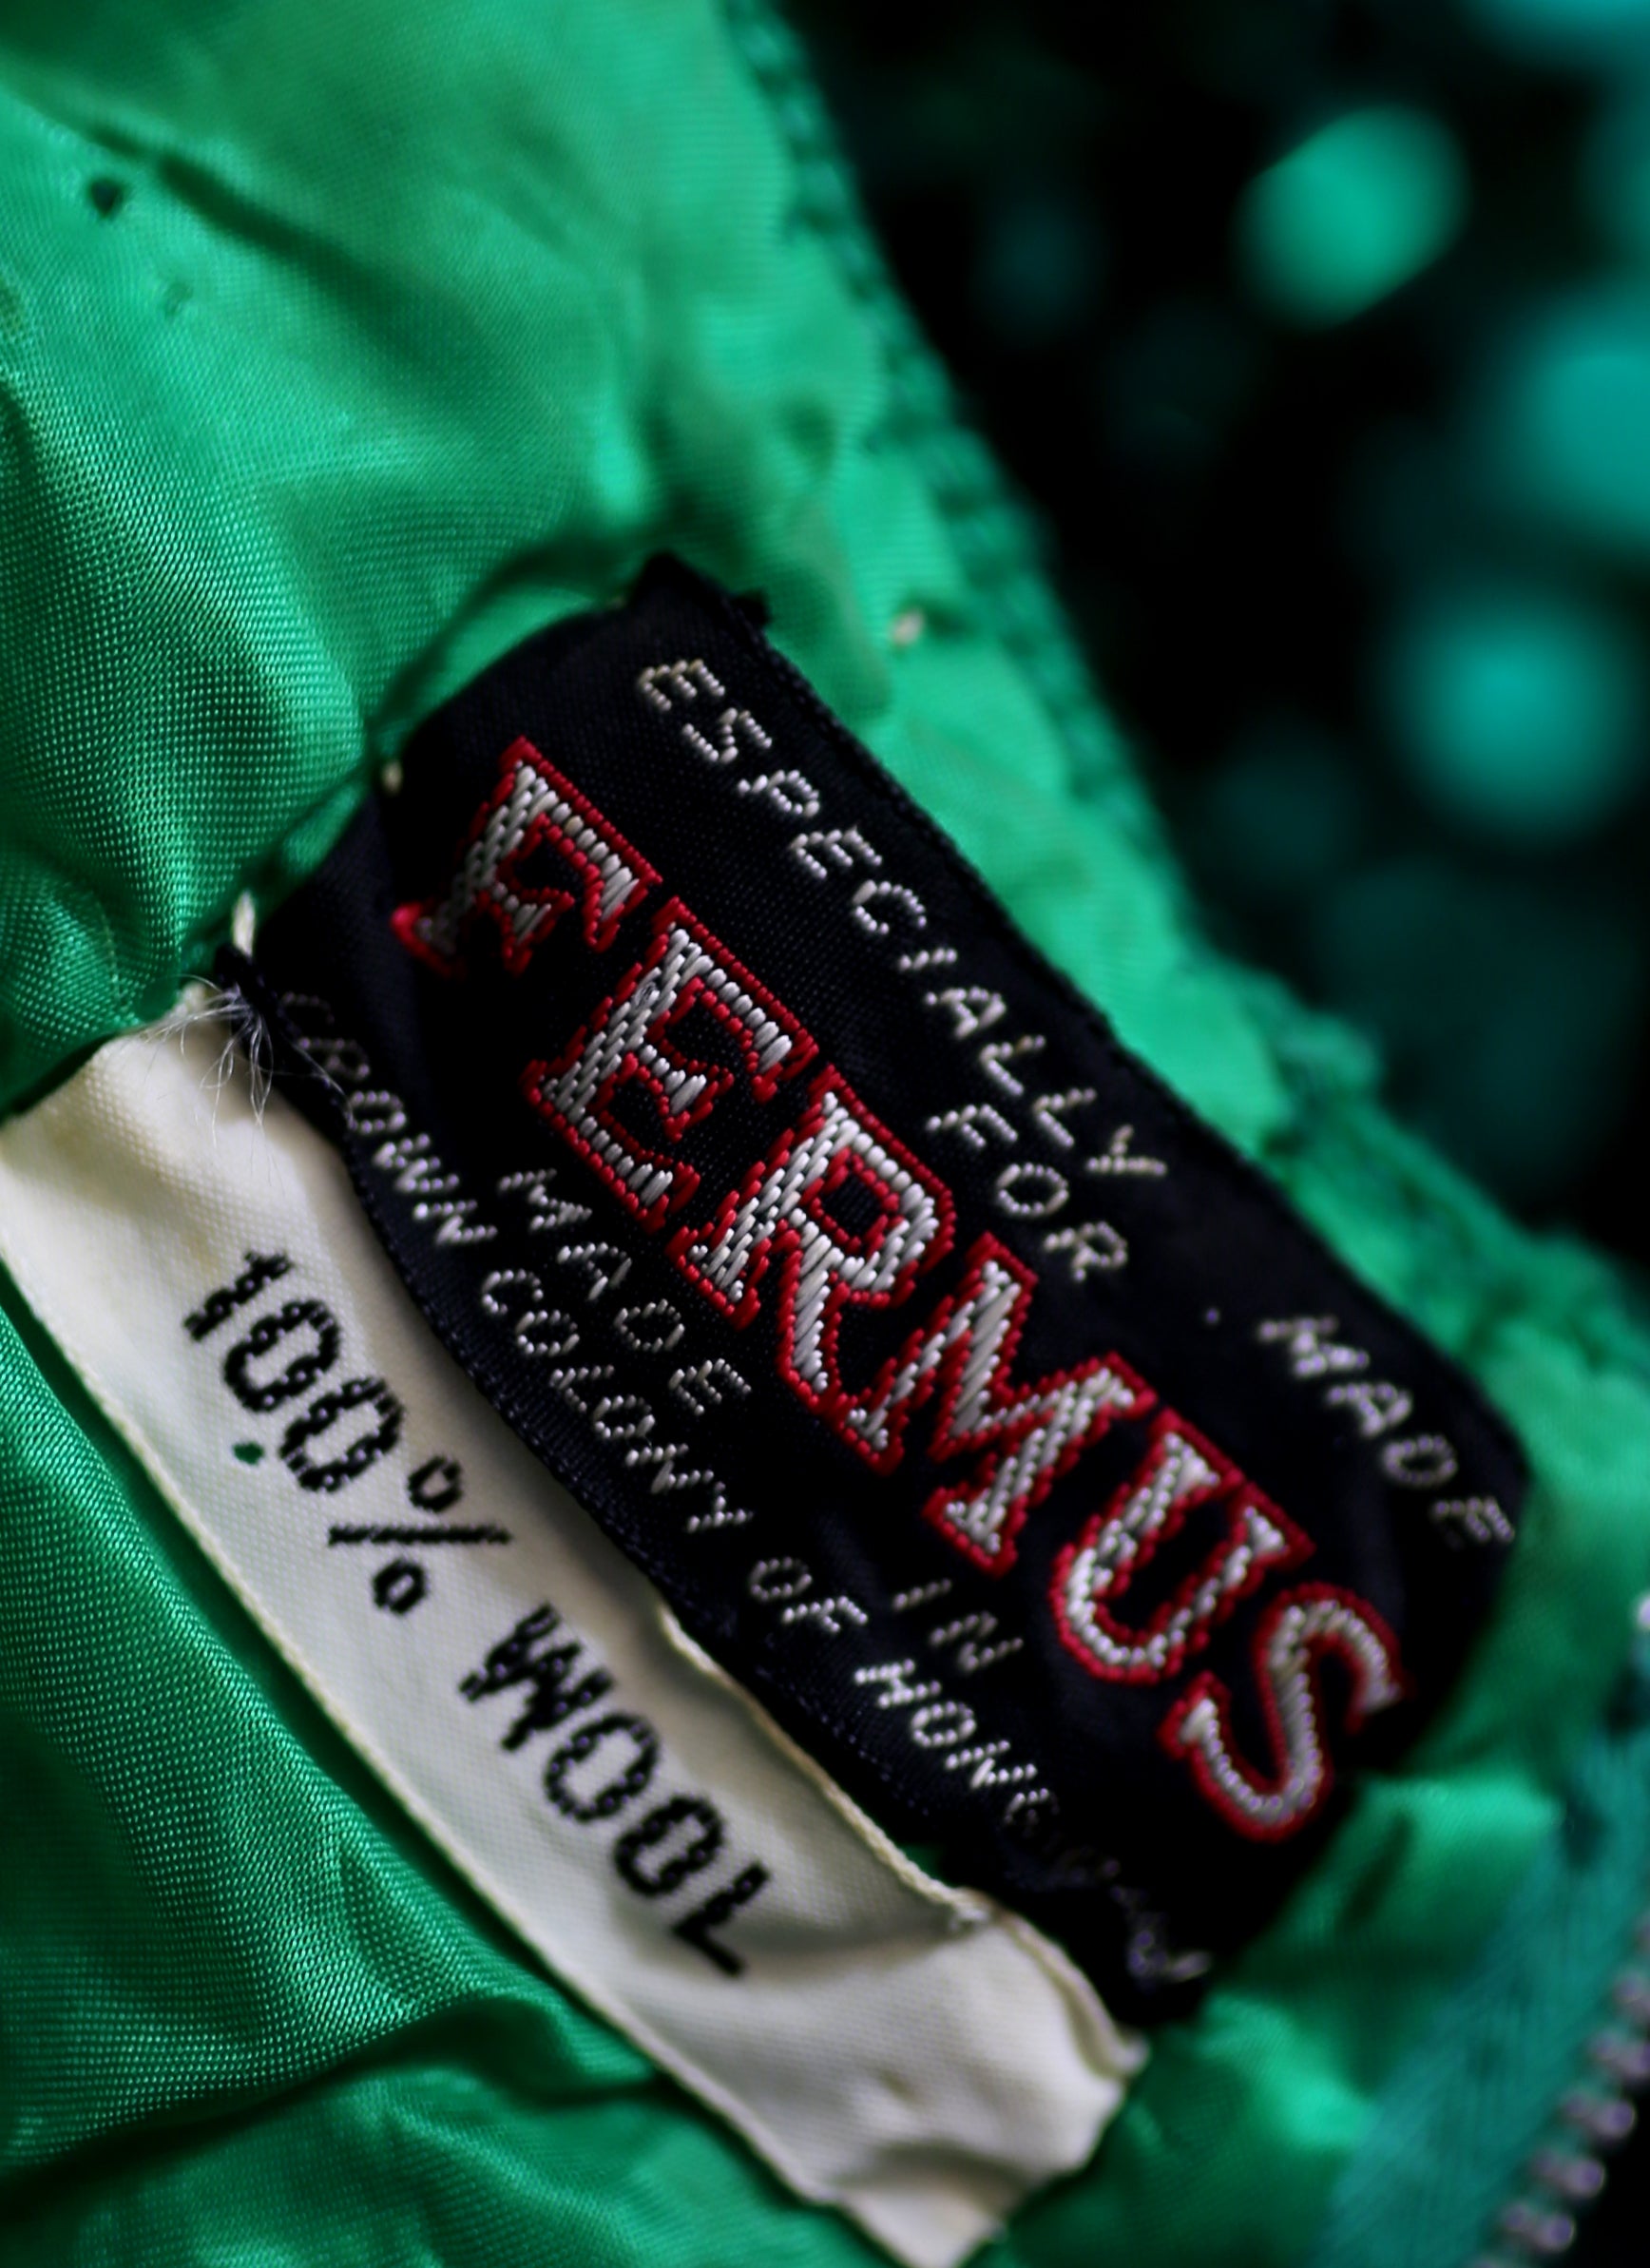 ESPECIALLY MADE
FOR
FERMUS
MADE IN
CROWN COLONY OF HONG
100% WOOL